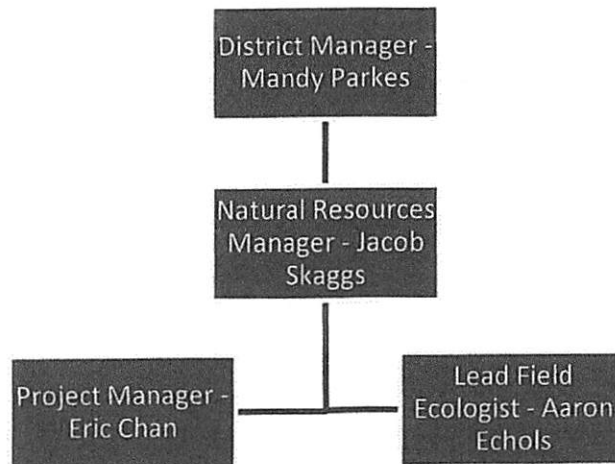 District Manager -
Mandy Parkes
Natural Resources
Manager - Jacob
Skaggs
Project Manager -
Eric Chan
Lead Field
Ecologist - Aaron
Echols